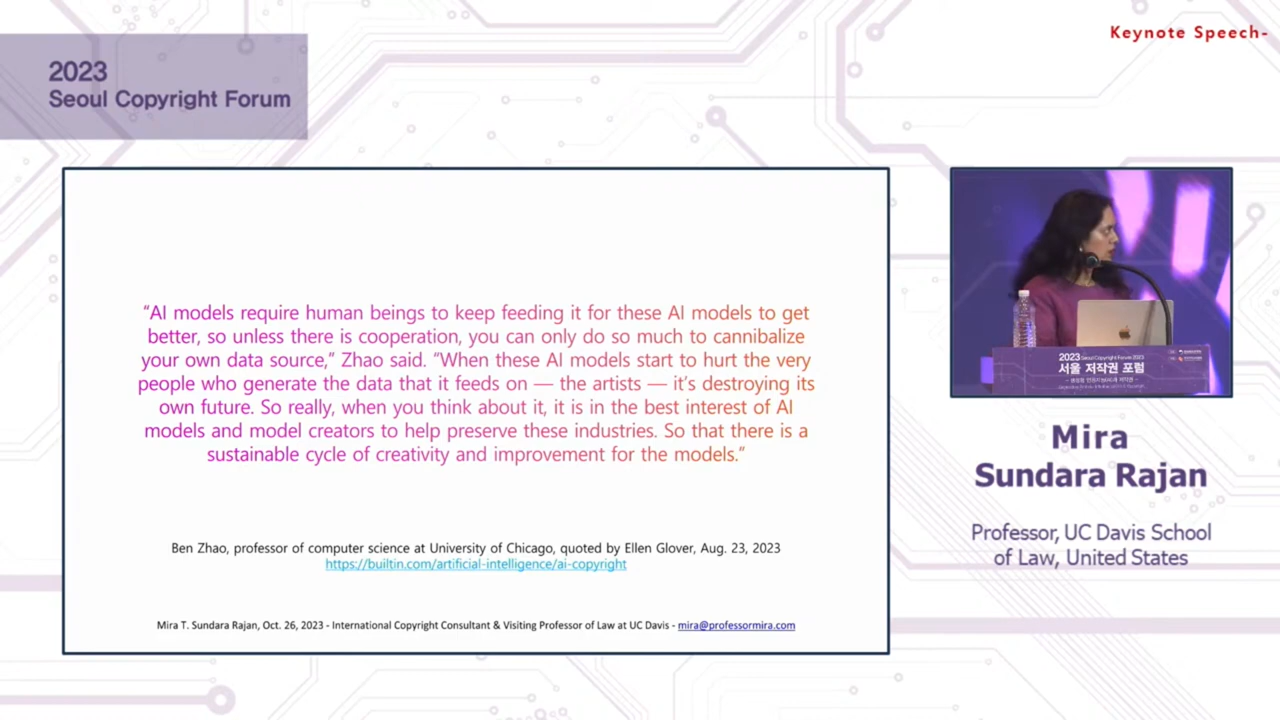 Keynote Speech-
2023
Seoul Copyright Forum
“AI models require human beings to keep feeding it for these AI models to get
better, so unless there is cooperation, you can only do so much to cannibalize
your own data source,” Zhao said. “When these AI models start to hurt the very
people who generate the data that it feeds on — the artists — it’s destroying its
own future. So really, when you think about it, it is in the best interest of AI
models and model creators to help preserve these industries. So that there is a
sustainable cycle of creativity and improvement for the models.”
Ben Zhao, professor of computer science at University of Chicago, quoted by Ellen Glover, Aug. 23, 2023
https://builtin.com/artificial-intelligence/ai-copyright
Mira T. Sundara Rajan, Oct. 26, 2023 - International Copyright Consultant & Visiting Professor of Law at UC Davis - mira@professormira.com
2023 Seoul Copyright Forum 2023
서울 저작권 포럼
Mira
Sundara Rajan
Professor, UC Davis School
of Law, United States